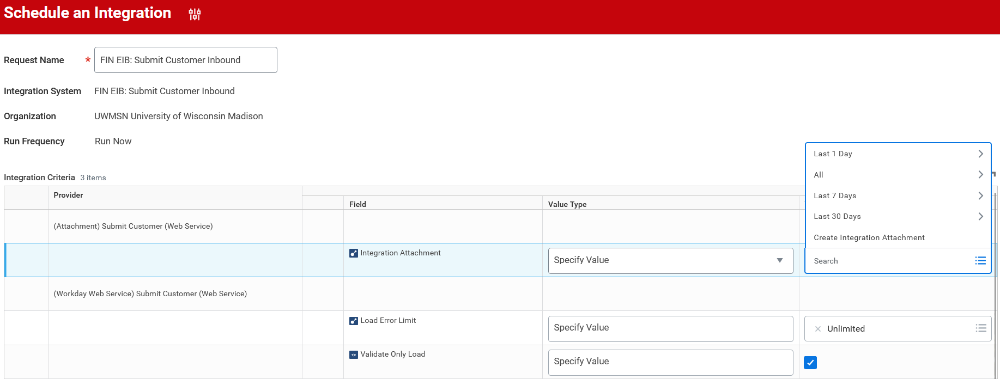 Schedule an Integration
Request Name * FIN EIB: Submit Customer Inbound
Integration System FIN EIB: Submit Customer Inbound
Organization UWMSN University of Wisconsin Madison
Run Frequency Run Now
Integration Criteria 3 items
Provider
Field Value Type
(Attachment) Submit Customer (Web Service)
Integration Attachment Specify Value
Last 1 Day
All
Last 7 Days
Last 30 Days
Create Integration Attachment
Search
(Workday Web Service) Submit Customer (Web Service)
Load Error Limit Specify Value Unlimited
Validate Only Load Specify Value